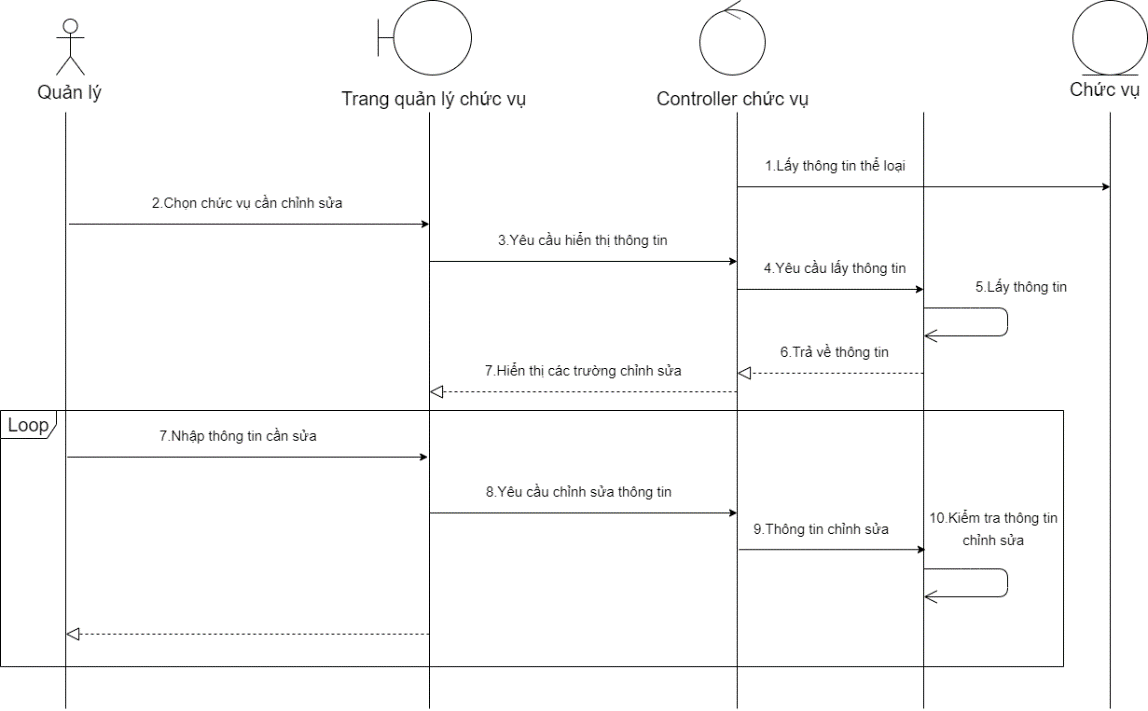 Quản lý
Trang quản lý chức vụ
Controller chức vụ
Chức vụ
1.Lấy thông tin thể loại
2.Chọn chức vụ cần chỉnh sửa
3.Yêu cầu hiển thị thông tin
4.Yêu cầu lấy thông tin
5.Lấy thông tin
6.Trả về thông tin
7.Hiển thị các trường chỉnh sửa
Loop
7.Nhập thông tin cần sửa
8.Yêu cầu chỉnh sửa thông tin
9.Thông tin chỉnh sửa
10.Kiểm tra thông tin
chỉnh sửa